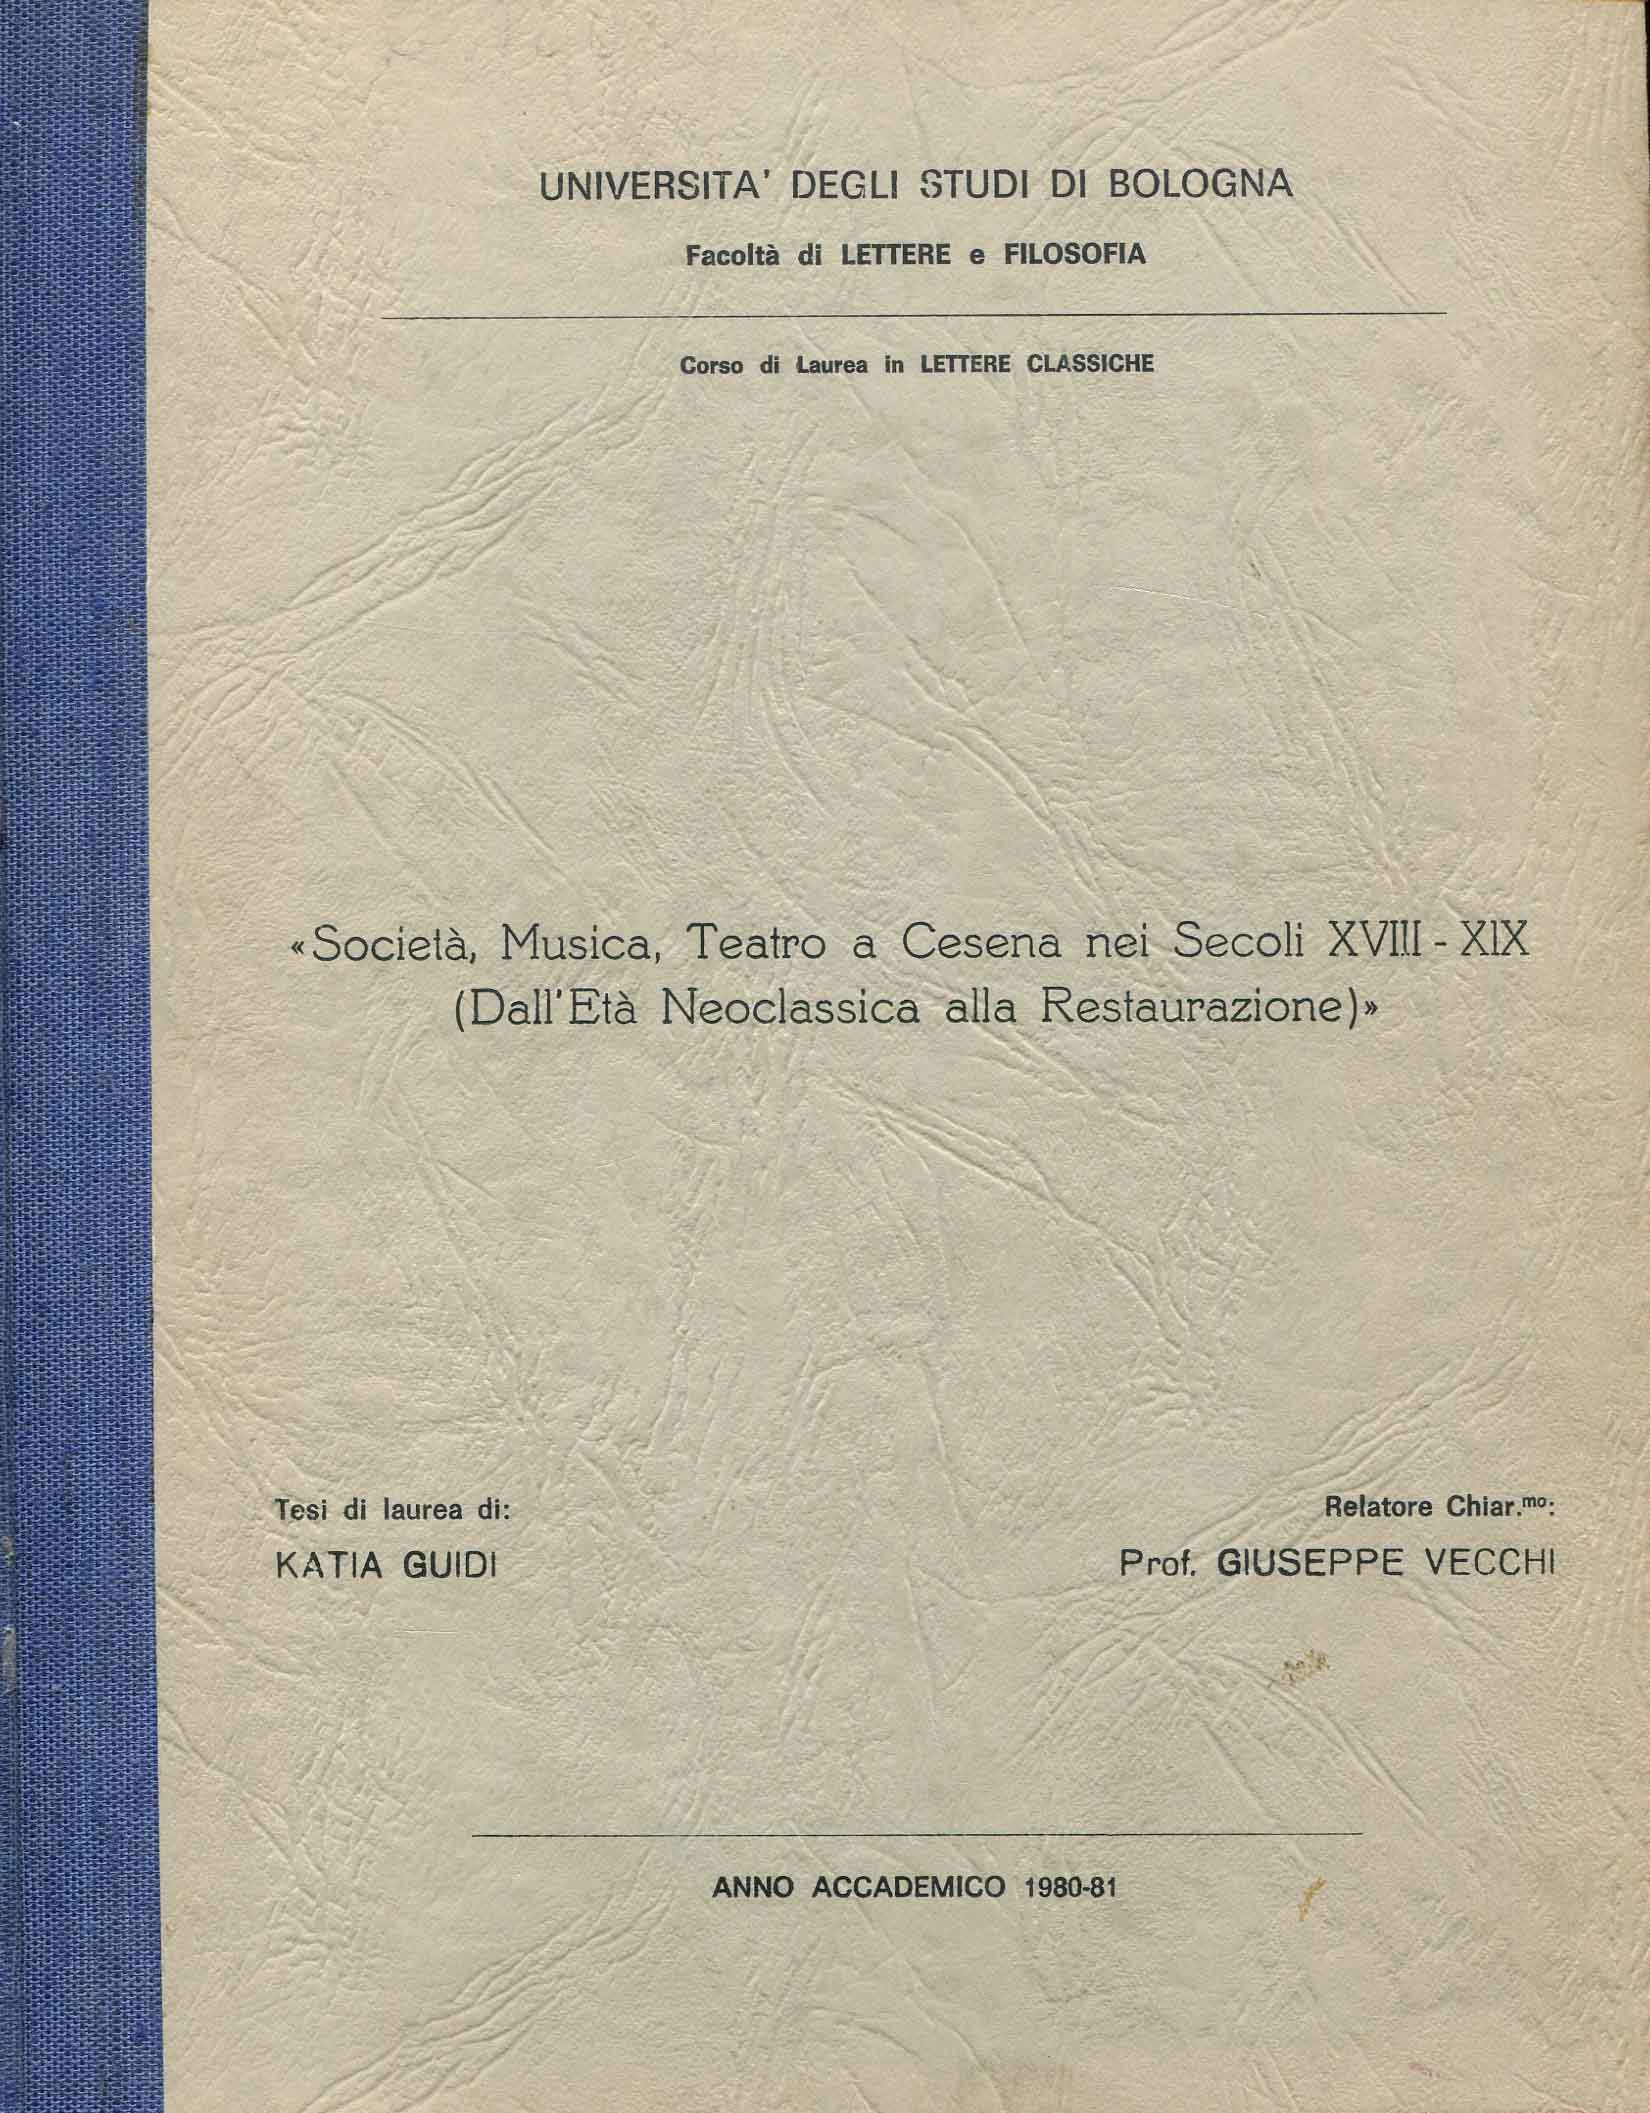 UNIVERSITA' DEGLI STUDI DI BOLOGNA
Facoltà di LETTERE e FILOSOFIA
Corso di Laurea in LETTERE CLASSICHE
«Società, Musica, Teatro a Cesena nei Secoli XVIII - XIX
(Dall'Età Neoclassica alla Restaurazione)»
Tesi di laurea di:
KATIA GUIDI
Relatore Chiar.mo:
Prof. GIUSEPPE VECCHI
ANNO ACCADEMICO 1980-81